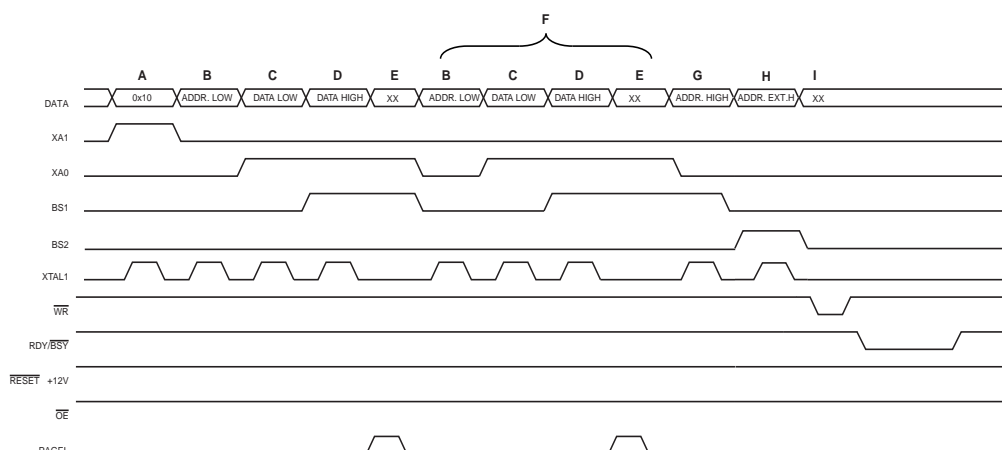 F
A B C D E B C D E G H I
DATA 0x10 ADDR. LOW DATA LOW DATA HIGH XX ADDR. LOW DATA LOW DATA HIGH XX ADDR. HIGH ADDR. EXT.H XX
XA1
XA0
BS1
BS2
XTAL1
WR
RDY/BSY
RESET +12V
OE